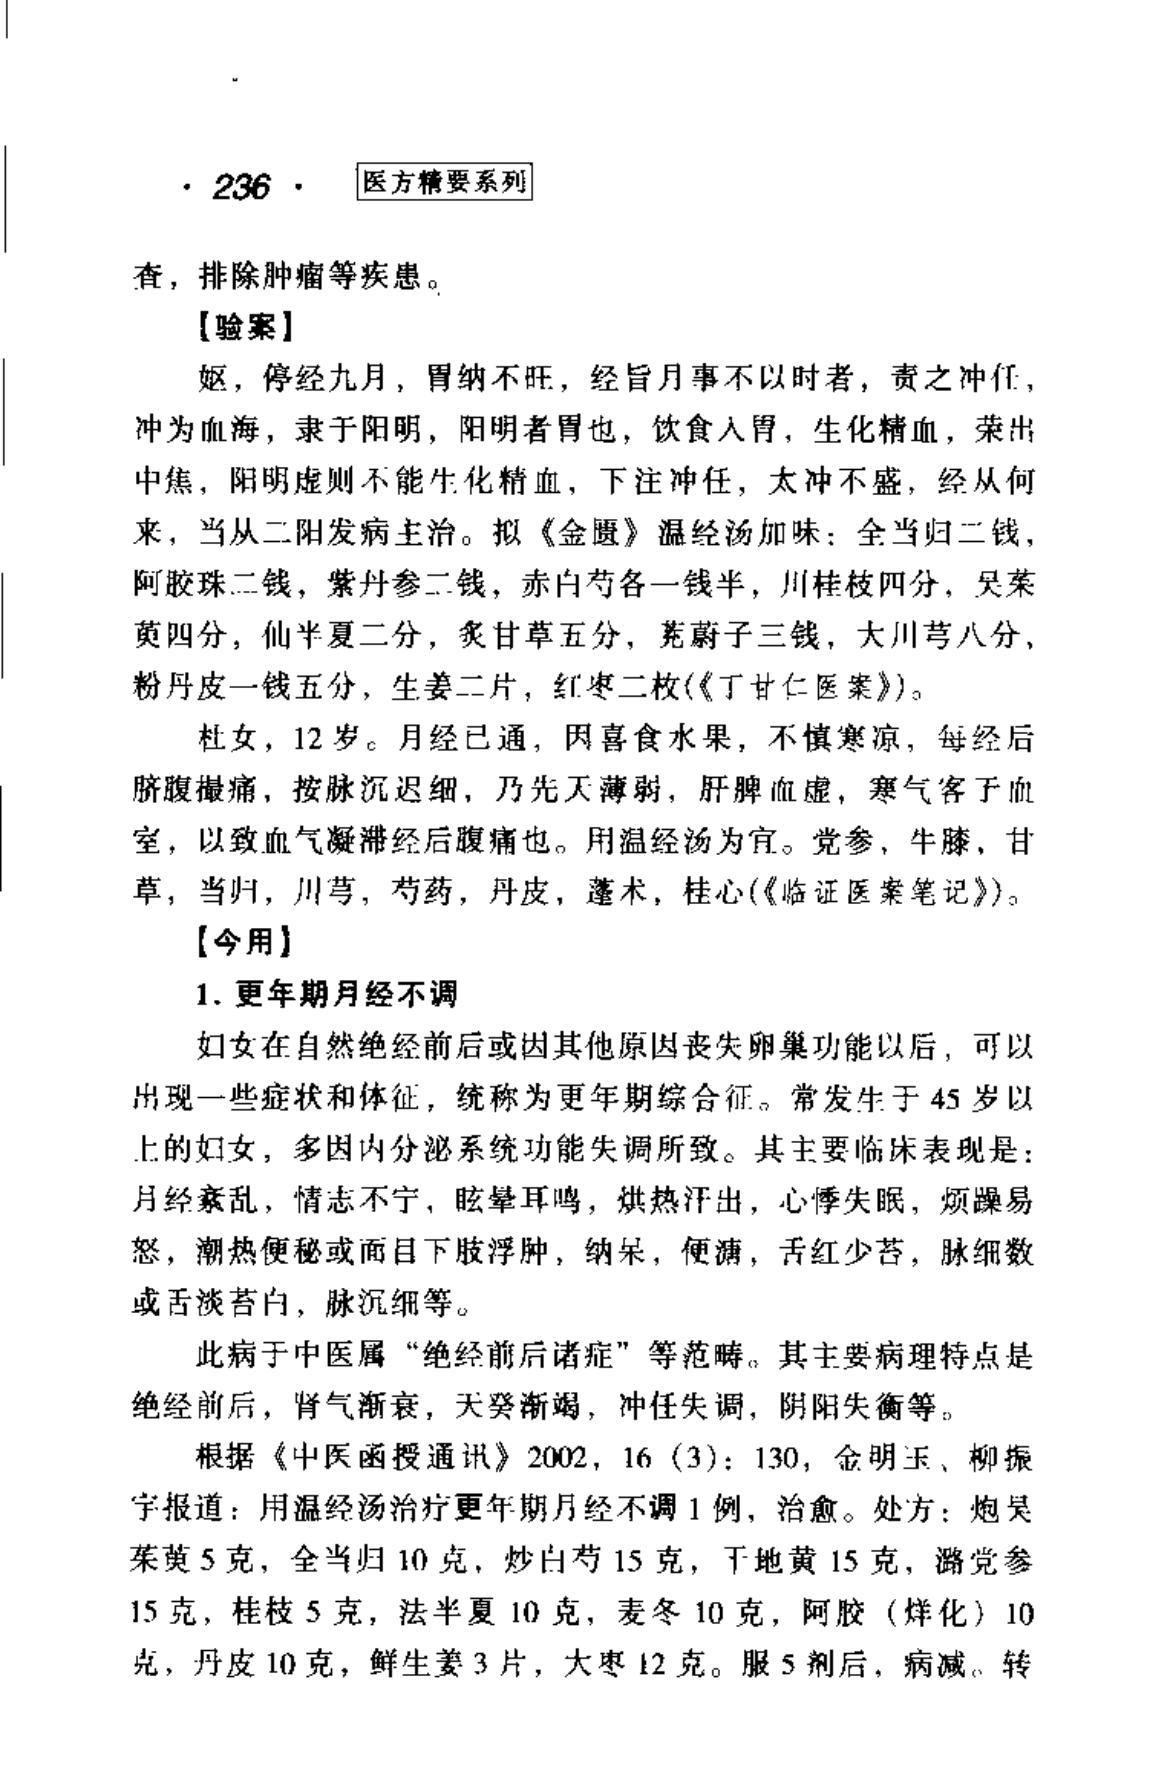 · 236 · 医方精要系列
查，排除肿瘤等疾患。
【验案】
妪，停经九月，胃纳不旺，经旨月事不以时者，责之冲任，
冲为血海，隶于阳明，阳明者胃也，饮食入胃，生化精血，荣出
中焦，阳明虚则不能生化精血，下注冲任，太冲不盛，经从何
来，当从二阳发病主治。拟《金匮》温经汤加味：全当归二钱，
阿胶珠二钱，紫丹参二钱，赤白芍各一钱半，川桂枝四分，吴茱
萸四分，仙半夏二分，炙甘草五分，茺蔚子三钱，大川芎八分，
粉丹皮一钱五分，生姜二片，红枣二枚(《丁甘仁医案》)。
杜女，12 岁。月经已通，因喜食水果，不慎寒凉，每经后
脐腹撮痛，按脉沉迟细，乃先天薄弱，肝脾血虚，寒气客于血
室，以致血气凝滞经后腹痛也。用温经汤为宜。党参，牛膝，甘
草，当归，川芎，芍药，丹皮，蓬术，桂心(《临证医案笔记》)。
【今用】
1. 更年期月经不调
妇女在自然绝经前后或因其他原因丧失卵巢功能以后，可以
出现一些症状和体征，统称为更年期综合征。常发生于 45 岁以
上的妇女，多因内分泌系统功能失调所致。其主要临床表现是：
月经紊乱，情志不宁，眩晕耳鸣，烘热汗出，心悸失眠，烦躁易
怒，潮热便秘或面目下肢浮肿，纳呆，便溏，舌红少苔，脉细数
或舌淡苔白，脉沉细等。
此病于中医属“绝经前后诸症”等范畴。其主要病理特点是
绝经前后，肾气渐衰，天癸渐竭，冲任失调，阴阳失衡等。
根据《中医函授通讯》2002，16（3）：130，金明玉、柳振
宇报道：用温经汤治疗更年期月经不调 1 例，治愈。处方：炮吴
茱萸 5 克，全当归 10 克，炒白芍 15 克，干地黄 15 克，潞党参
15 克，桂枝 5 克，法半夏 10 克，麦冬 10 克，阿胶（烊化）10
克，丹皮 10 克，鲜生姜 3 片，大枣 12 克。服 5 剂后，病减。转